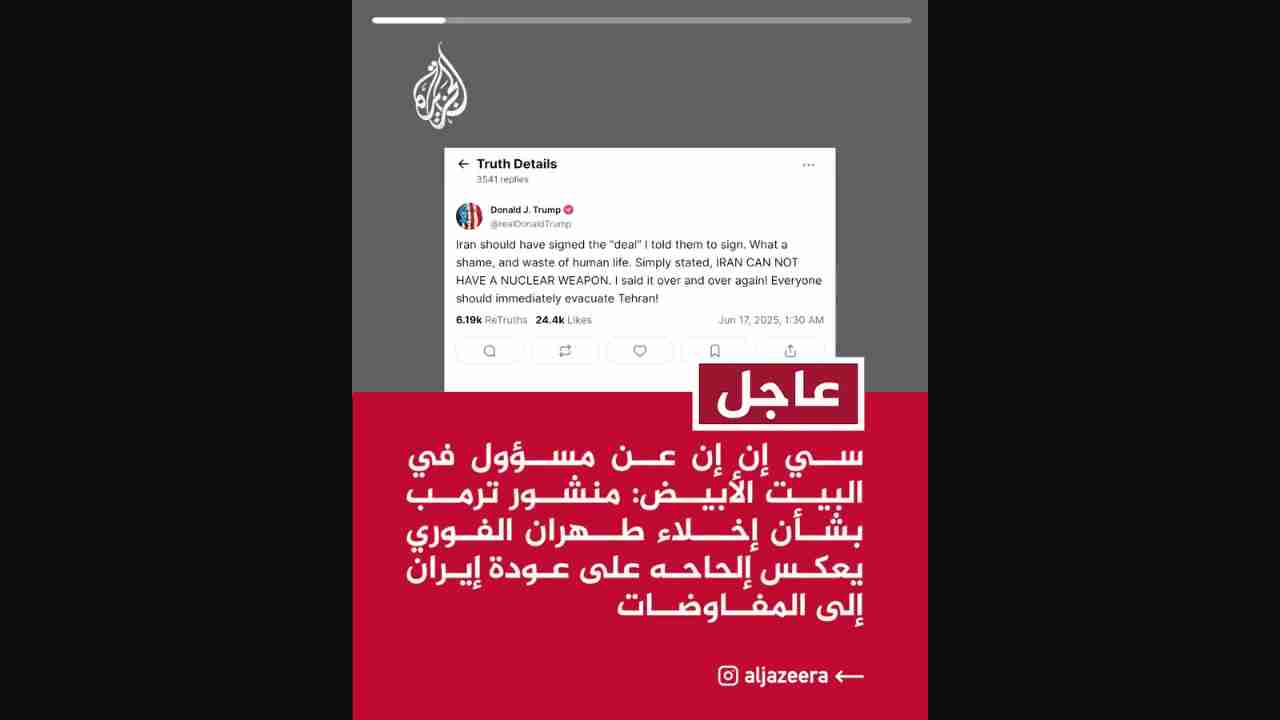 الجزيرة
Truth Details
3541 replies
Donald J. Trump
@realDonaldTrump
Iran should have signed the "deal" I told them to sign. What a
shame, and waste of human life. Simply stated, IRAN CAN NOT
HAVE A NUCLEAR WEAPON. I said it over and over again! Everyone
should immediately evacuate Tehran!
6.19k ReTruths 24.4k Likes Jun 17, 2025, 1:30 AM
عاجل
سي إن إن عن مسؤول في
البيت الأبيض: منشور ترمب
بشأن إخلاء طهران الفوري
يعكس إلحاحه على عودة إيران
إلى المفاوضات
aljazeera